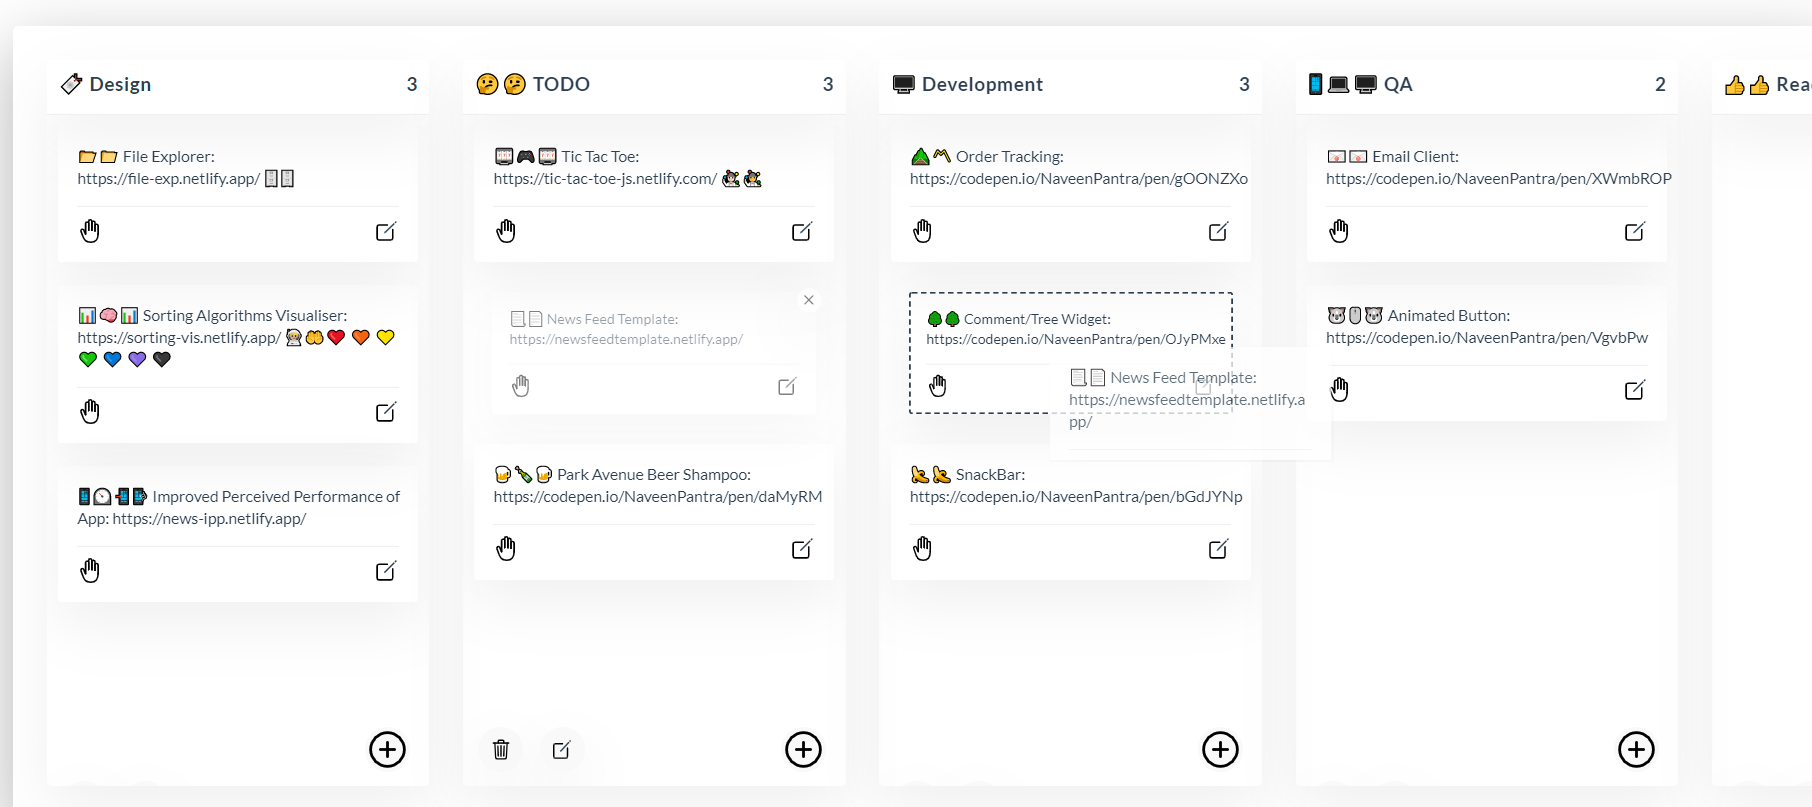 Design 3
File Explorer:
https://file-exp.netlify.app/
Sorting Algorithms Visualiser:
https://sorting-vis.netlify.app/
Improved Perceived Performance of
App: https://news-ipp.netlify.app/
TODO 3
Tic Tac Toe:
https://tic-tac-toe-js.netlify.com/
News Feed Template:
https://newsfeedtemplate.netlify.app/
Park Avenue Beer Shampoo:
https://codepen.io/NaveenPantra/pen/daMyRM
Development 3
Order Tracking:
https://codepen.io/NaveenPantra/pen/gOONZXo
Comment/Tree Widget:
https://codepen.io/NaveenPantra/pen/OJyPMxe
News Feed Template:
https://newsfeedtemplate.netlify.a
pp/
SnackBar:
https://codepen.io/NaveenPantra/pen/bGdJYNp
QA 2
Email Client:
https://codepen.io/NaveenPantra/pen/XWmbROP
Animated Button:
https://codepen.io/NaveenPantra/pen/VgvbPw